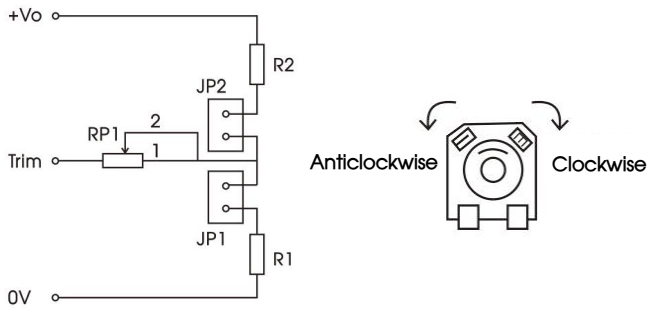 +Vo
R2
JP2
RP1
2
1
Trim
JP1
R1
0V
Anticlockwise
Clockwise